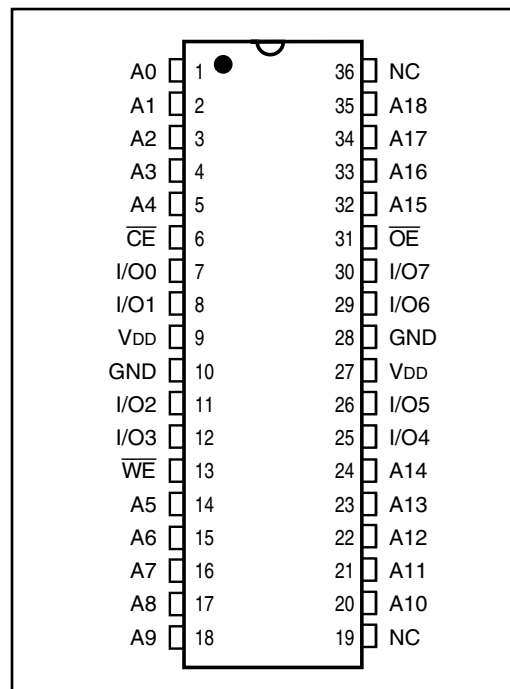 A0 1 36 NC
A1 2 35 A18
A2 3 34 A17
A3 4 33 A16
A4 5 32 A15
CE 6 31 OE
I/O0 7 30 I/O7
I/O1 8 29 I/O6
VDD 9 28 GND
GND 10 27 VDD
I/O2 11 26 I/O5
I/O3 12 25 I/O4
WE 13 24 A14
A5 14 23 A13
A6 15 22 A12
A7 16 21 A11
A8 17 20 A10
A9 18 19 NC